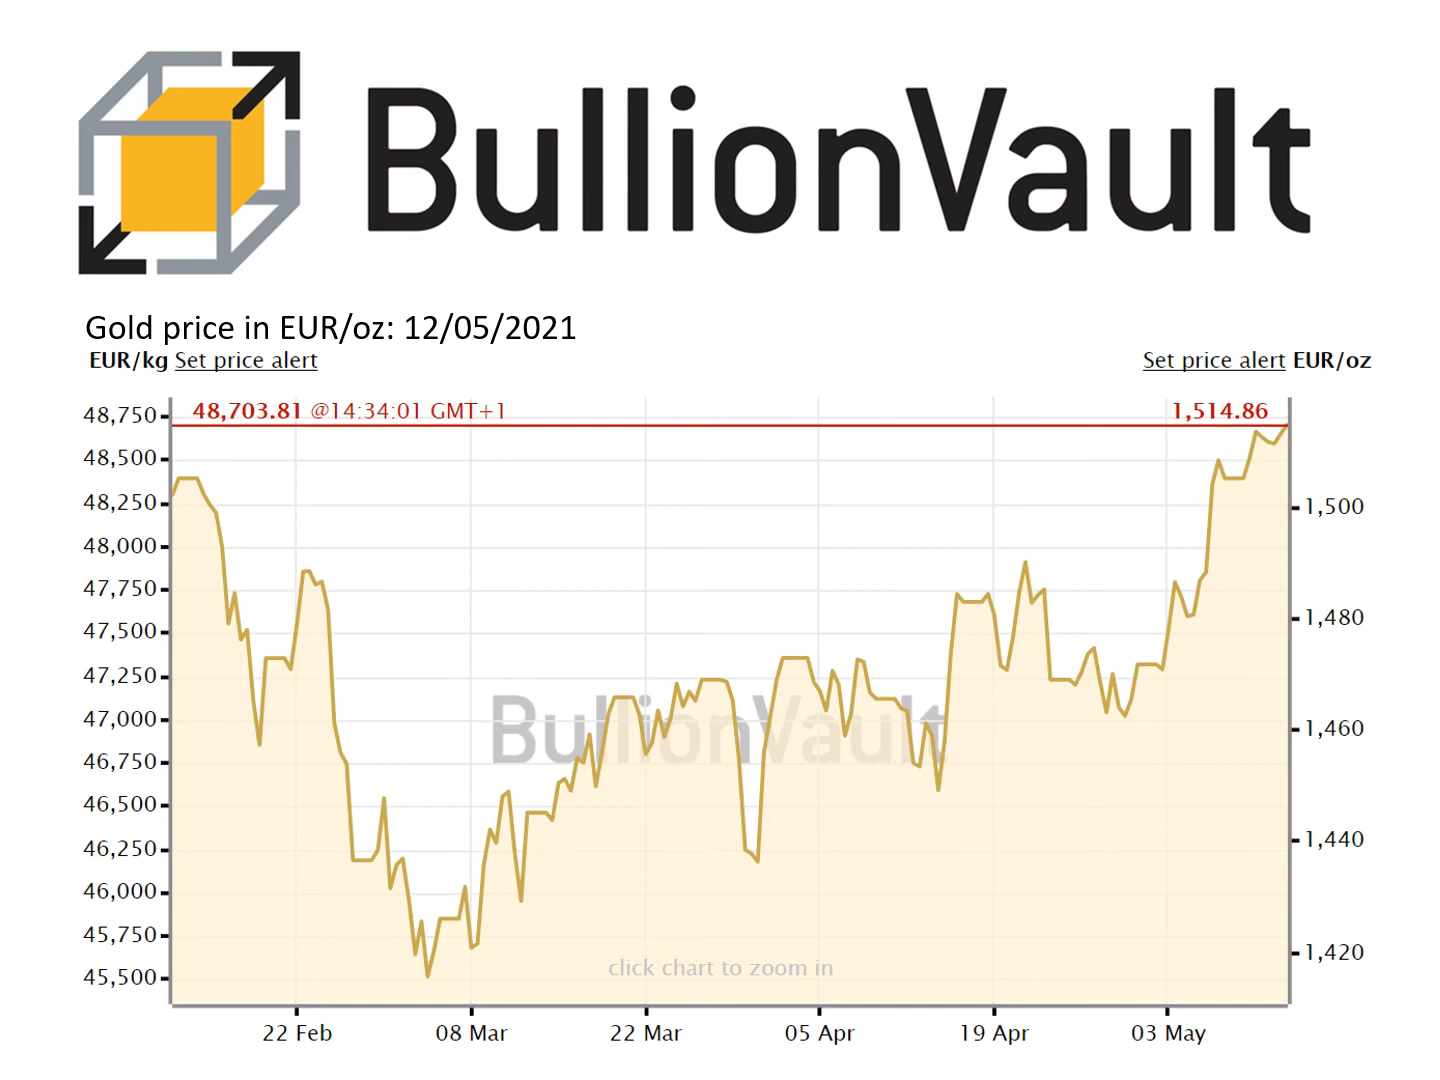 BullionVault
Gold price in EUR/oz: 12/05/2021
EUR/kg Set price alert
Set price alert EUR/oz
48,703.81 @14:34:01 GMT+1
1,514.86
48,750
48,500
48,250
48,000
47,750
47,500
47,250
47,000
46,750
46,500
46,250
46,000
45,750
45,500
1,500
1,480
1,460
1,440
1,420
BullionVault
click chart to zoom in
22 Feb
08 Mar
22 Mar
05 Apr
19 Apr
03 May